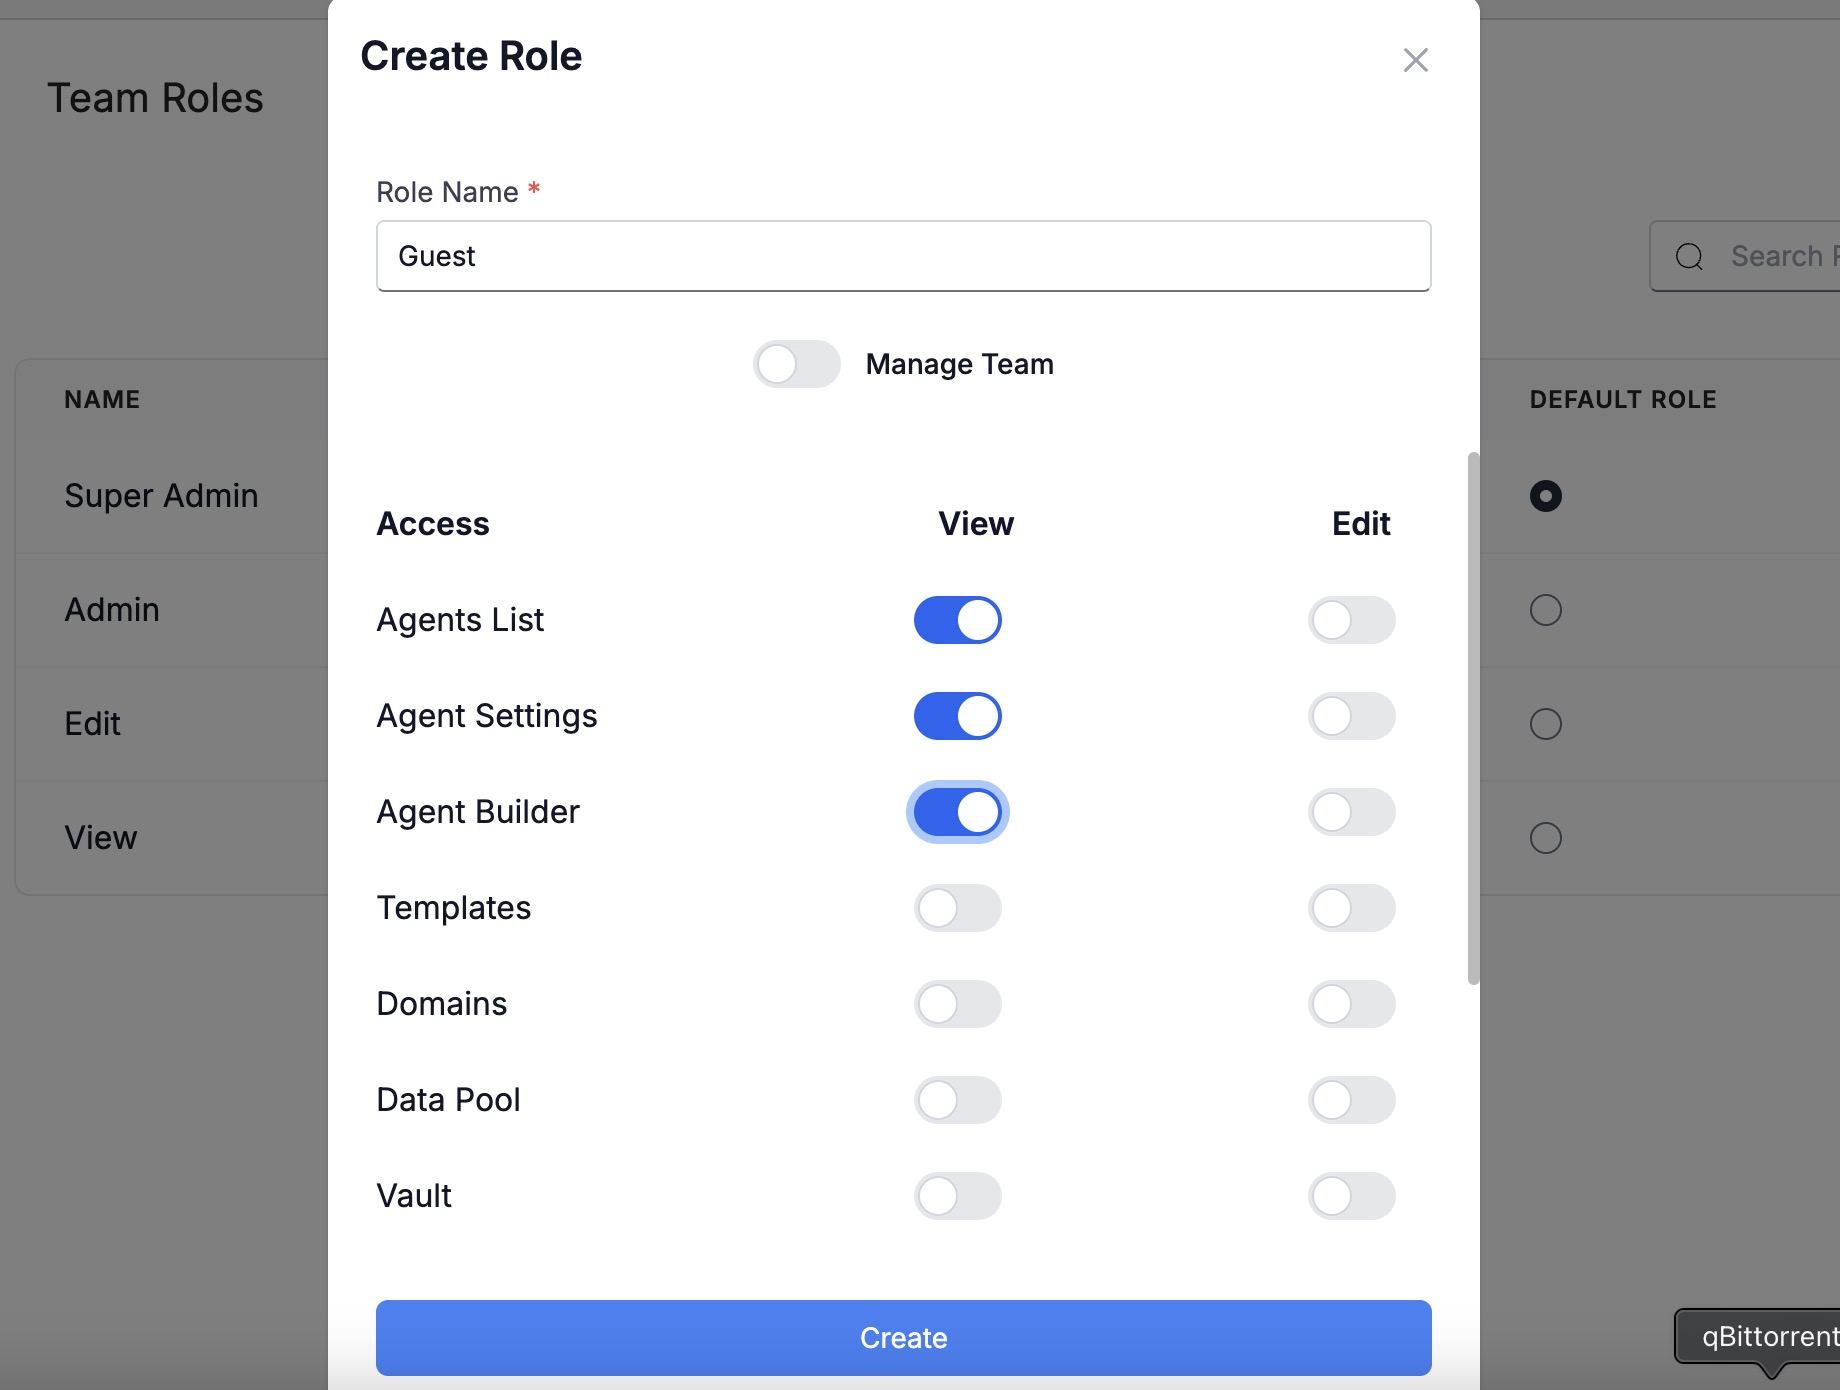 Create Role
Team Roles
Role Name *
Guest
Search
Manage Team
NAME
DEFAULT ROLE
Super Admin
Access View Edit
Agents List
Admin
Agent Settings
Edit
Agent Builder
View
Templates
Domains
Data Pool
Vault
Create
qBittorrent